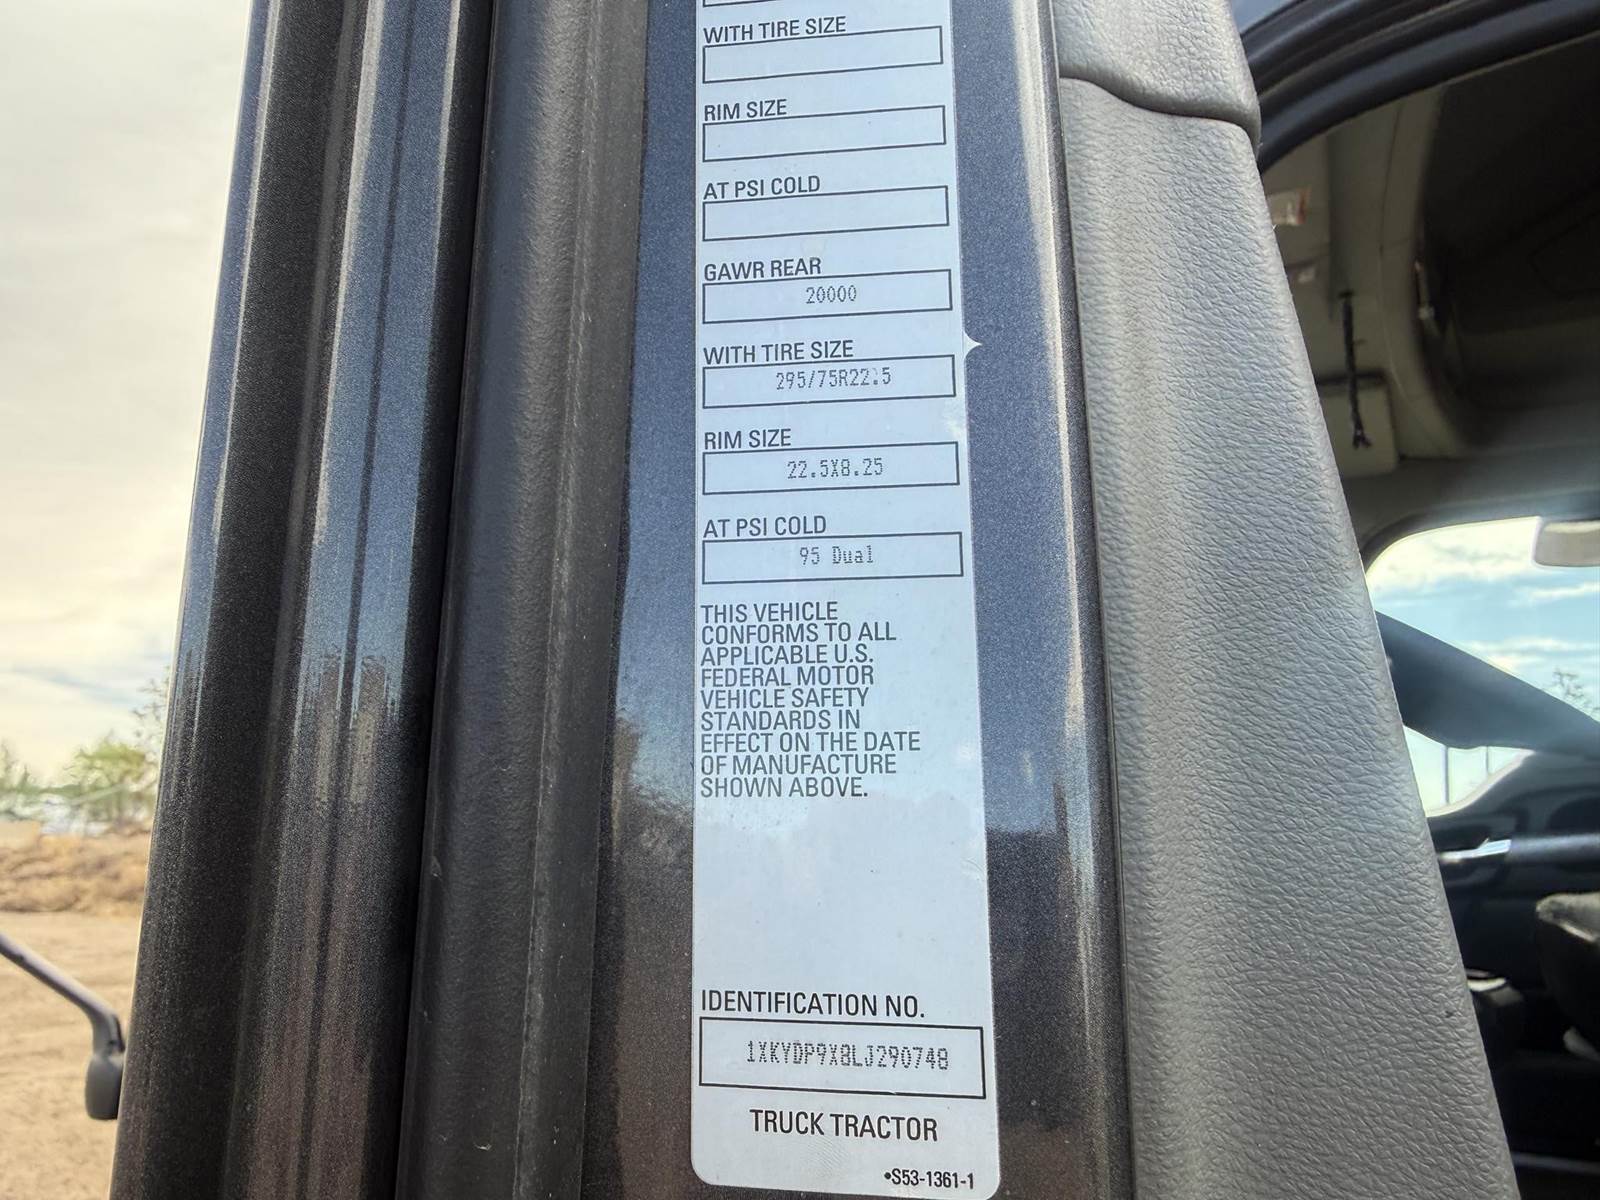 WITH TIRE SIZE
RIM SIZE
AT PSI COLD
GAWR REAR
20000
WITH TIRE SIZE
295/75R22.5
RIM SIZE
22.5X8.25
AT PSI COLD
95 Dual
THIS VEHICLE
CONFORMS TO ALL
APPLICABLE U.S.
FEDERAL MOTOR
VEHICLE SAFETY
STANDARDS IN
EFFECT ON THE DATE
OF MANUFACTURE
SHOWN ABOVE.
IDENTIFICATION NO.
1XKYDP9X8LJ290748
TRUCK TRACTOR
•S53-1361-1